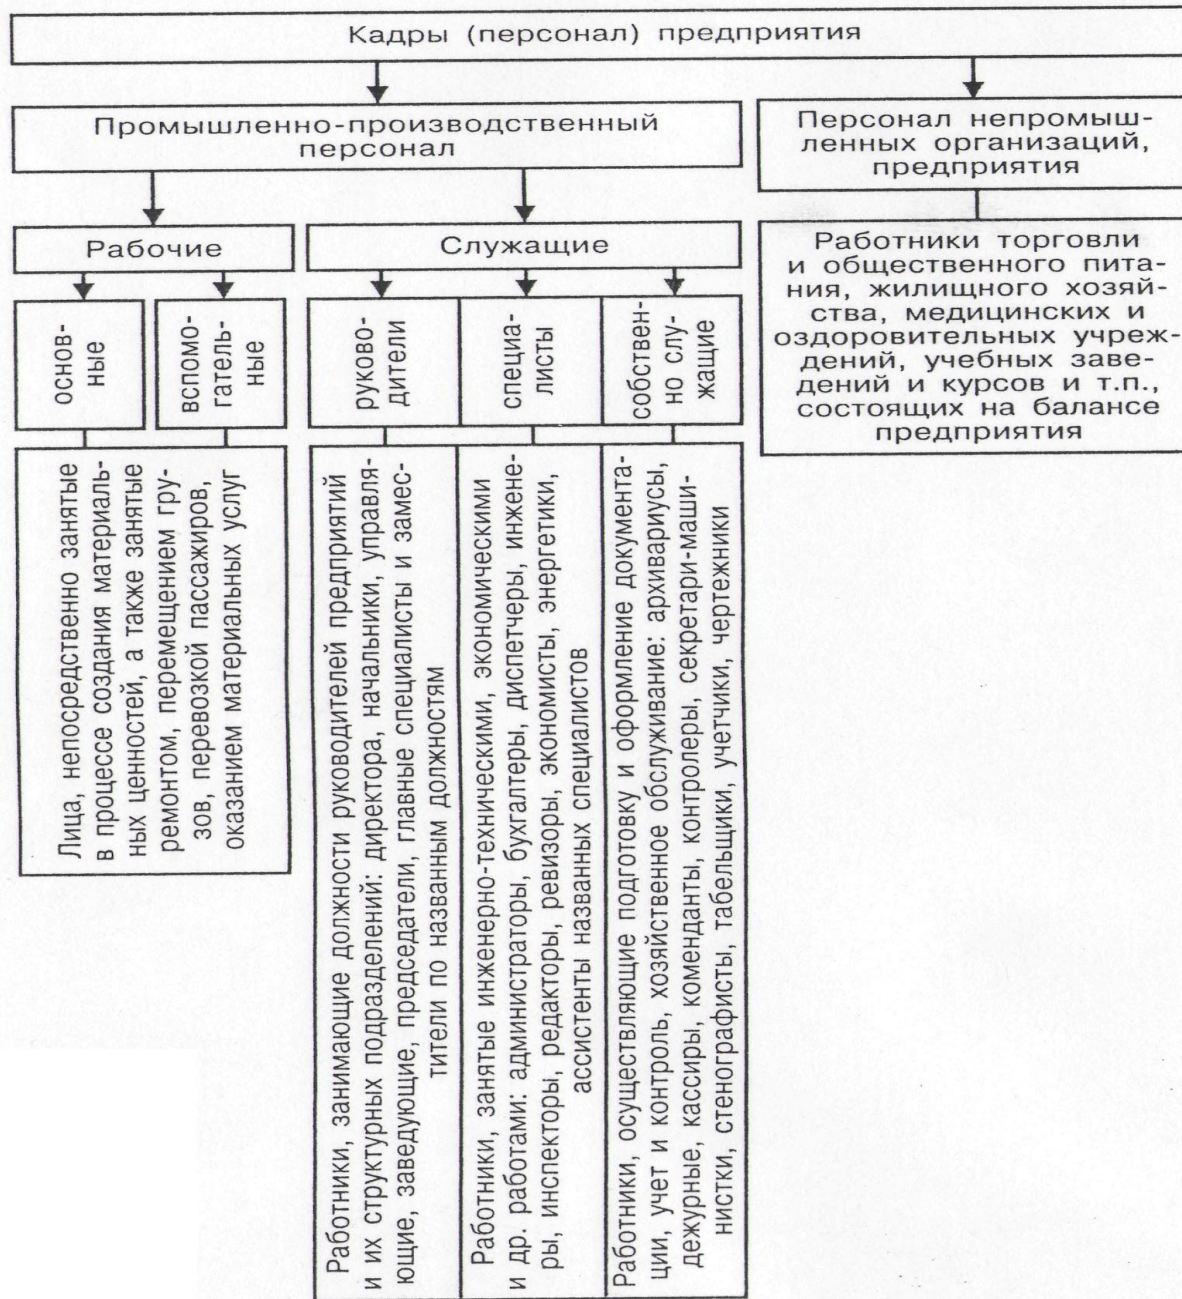 Кадры (персонал) предприятия
Промышленно-производственный
персонал
Персонал непромыш-
ленных организаций,
предприятия
Рабочие
Служащие
Работники торговли
и общественного пита-
ния, жилищного хозяй-
ства, медицинских и
оздоровительных учреж-
дений, учебных заве-
дений и курсов и т.п.,
состоящих на балансе
предприятия
основ-
ные
вспомо-
гатель-
ные
руково-
дители
специа-
листы
собствен-
но слу-
жащие
Лица, непосредственно занятые
в процессе создания материаль-
ных ценностей, а также занятые
ремонтом, перемещением гру-
зов, перевозкой пассажиров,
оказанием материальных услуг
Работники, занимающие должности руководителей предприятий
и их структурных подразделений: директора, начальники, управля-
ющие, заведующие, председатели, главные специалисты и замес-
тители по названным должностям
Работники, занятые инженерно-техническими, экономическими
и др. работами: администраторы, бухгалтеры, диспетчеры, инжене-
ры, инспекторы, редакторы, ревизоры, экономисты, энергетики,
ассистенты названных специалистов
Работники, осуществляющие подготовку и оформление документа-
ции, учет и контроль, хозяйственное обслуживание: архивариусы,
дежурные, кассиры, коменданты, контролеры, секретари-маши-
нистки, стенографисты, табельщики, учетчики, чертежники